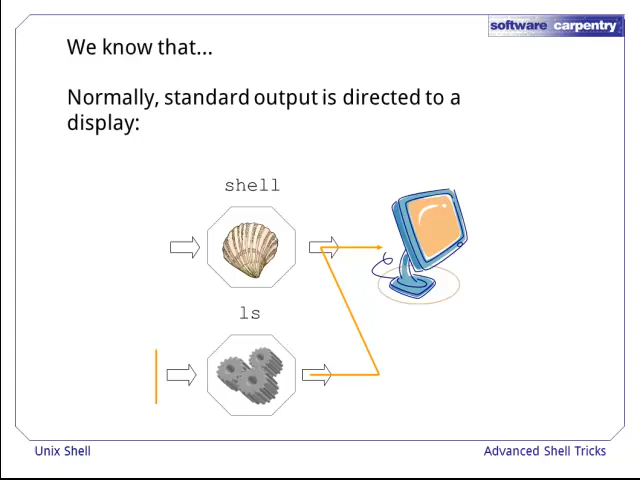 software carpentry
We know that...
Normally, standard output is directed to a
display:
shell
ls
Unix Shell
Advanced Shell Tricks